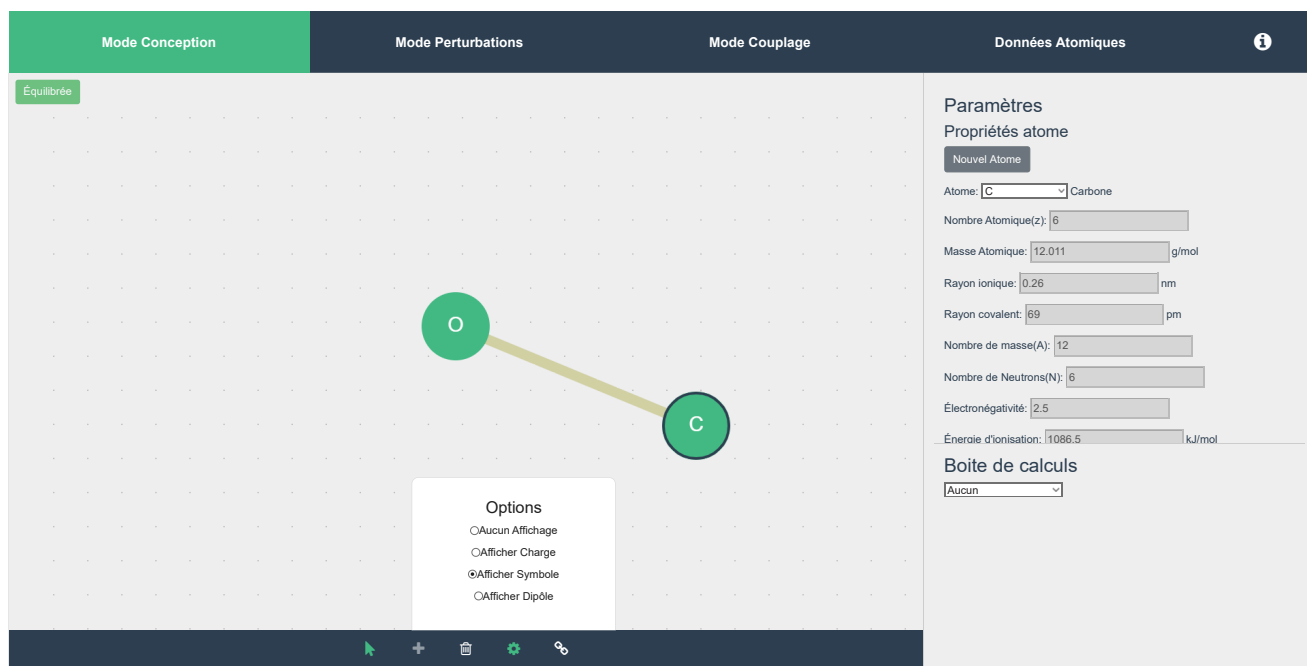 Mode Conception
Mode Perturbations
Mode Couplage
Données Atomiques
Équilibrée
O
C
Options
Aucun Affichage
Afficher Charge
Afficher Symbole
Afficher Dipôle
Paramètres
Propriétés atome
Nouvel Atome
Atome: C Carbone
Nombre Atomique(z): 6
Masse Atomique: 12.011 g/mol
Rayon ionique: 0.26 nm
Rayon covalent: 69 pm
Nombre de masse(A): 12
Nombre de Neutrons(N): 6
Électronégativité: 2.5
Énergie d'ionisation: 1086.5 kJ/mol
Boite de calculs
Aucun